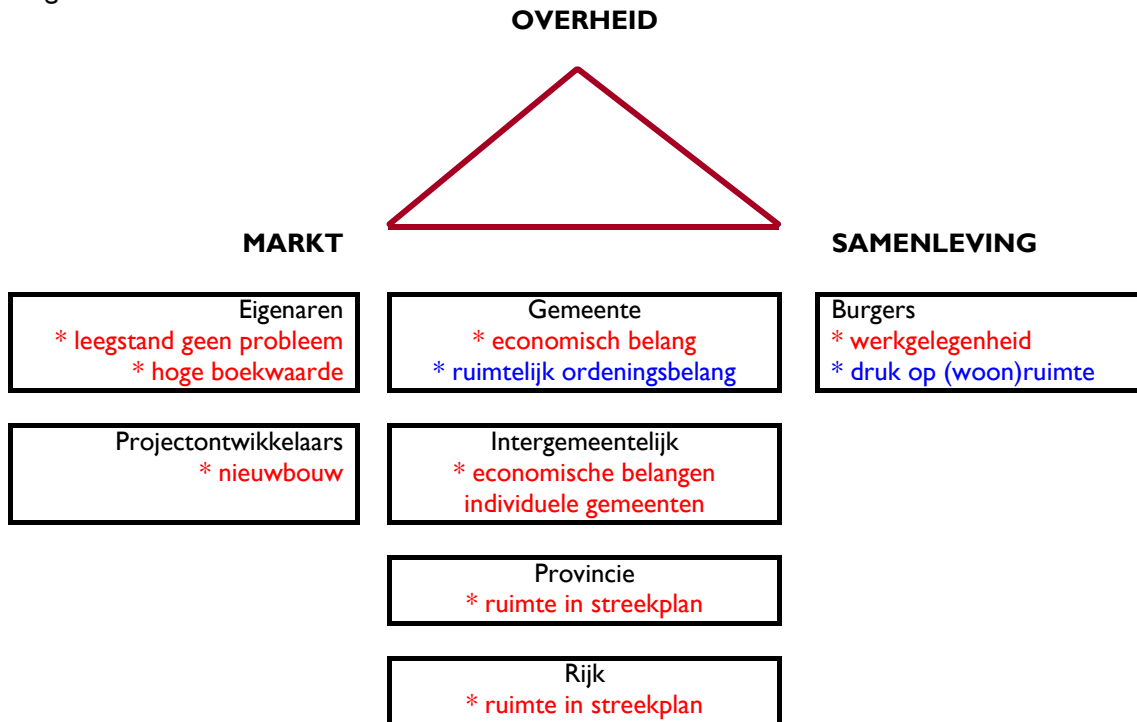 OVERHEID
MARKT
SAMENLEVING
Eigenaren
* leegstand geen probleem
* hoge boekwaarde
Gemeente
* economisch belang
* ruimtelijk ordeningsbelang
Burgers
* werkgelegenheid
* druk op (woon)ruimte
Projectontwikkelaars
* nieuwbouw
Intergemeentelijk
* economische belangen
individuele gemeenten
Provincie
* ruimte in streekplan
Rijk
* ruimte in streekplan